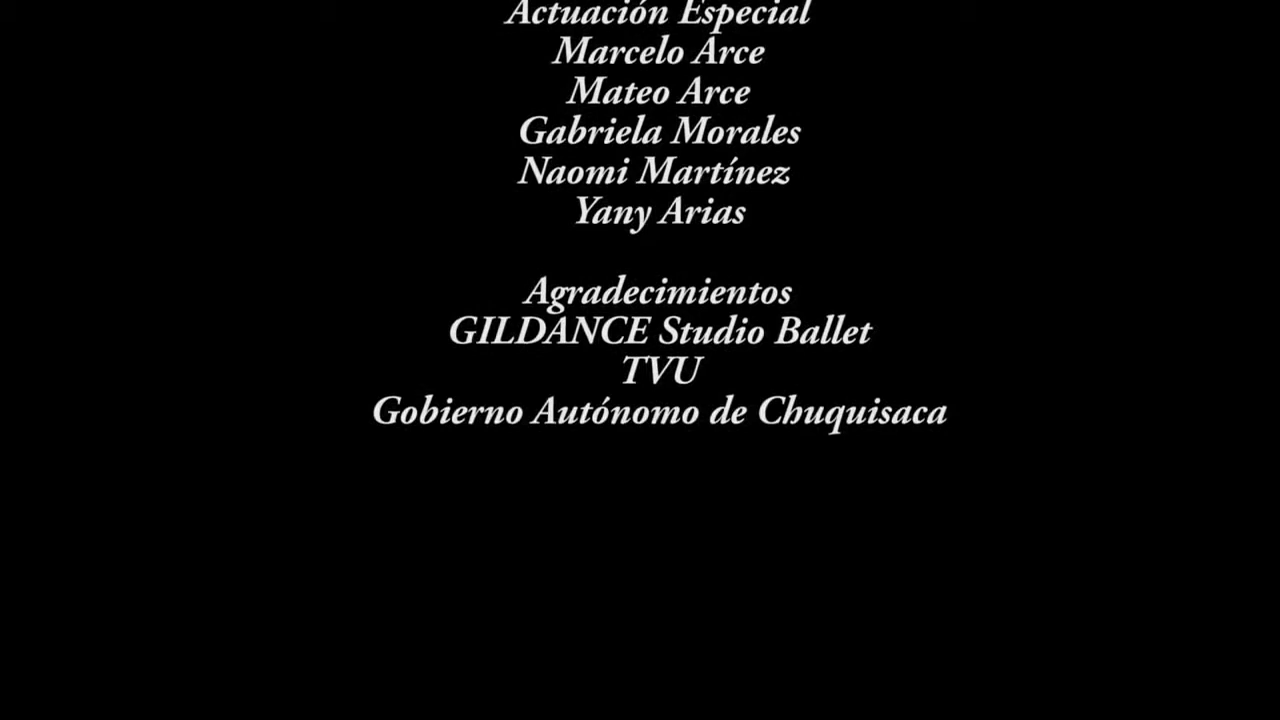 Actuación Especial
Marcelo Arce
Mateo Arce
Gabriela Morales
Naomi Martínez
Yany Arias
Agradecimientos
GILDANCE Studio Ballet
TVU
Gobierno Autónomo de Chuquisaca